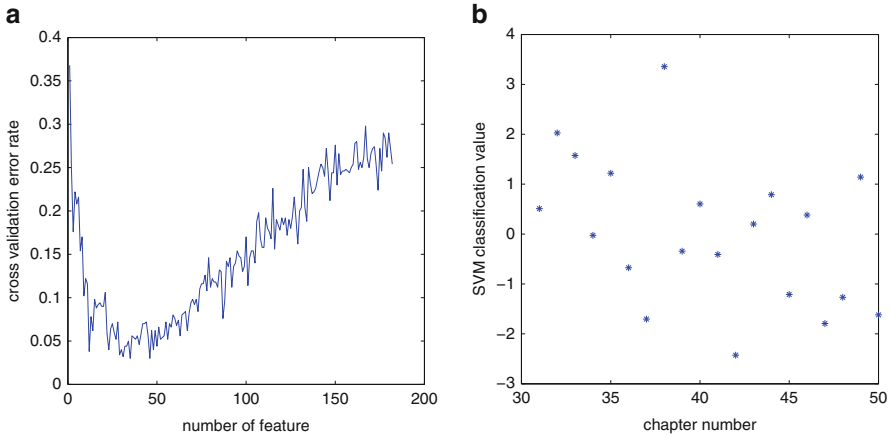 a
0.4
0.35
0.3
0.25
0.2
0.15
0.1
0.05
0
cross validation error rate
0 50 100 150 200
number of feature
b
4
3
2
1
0
−1
−2
−3
SVM classification value
30 35 40 45 50
chapter number